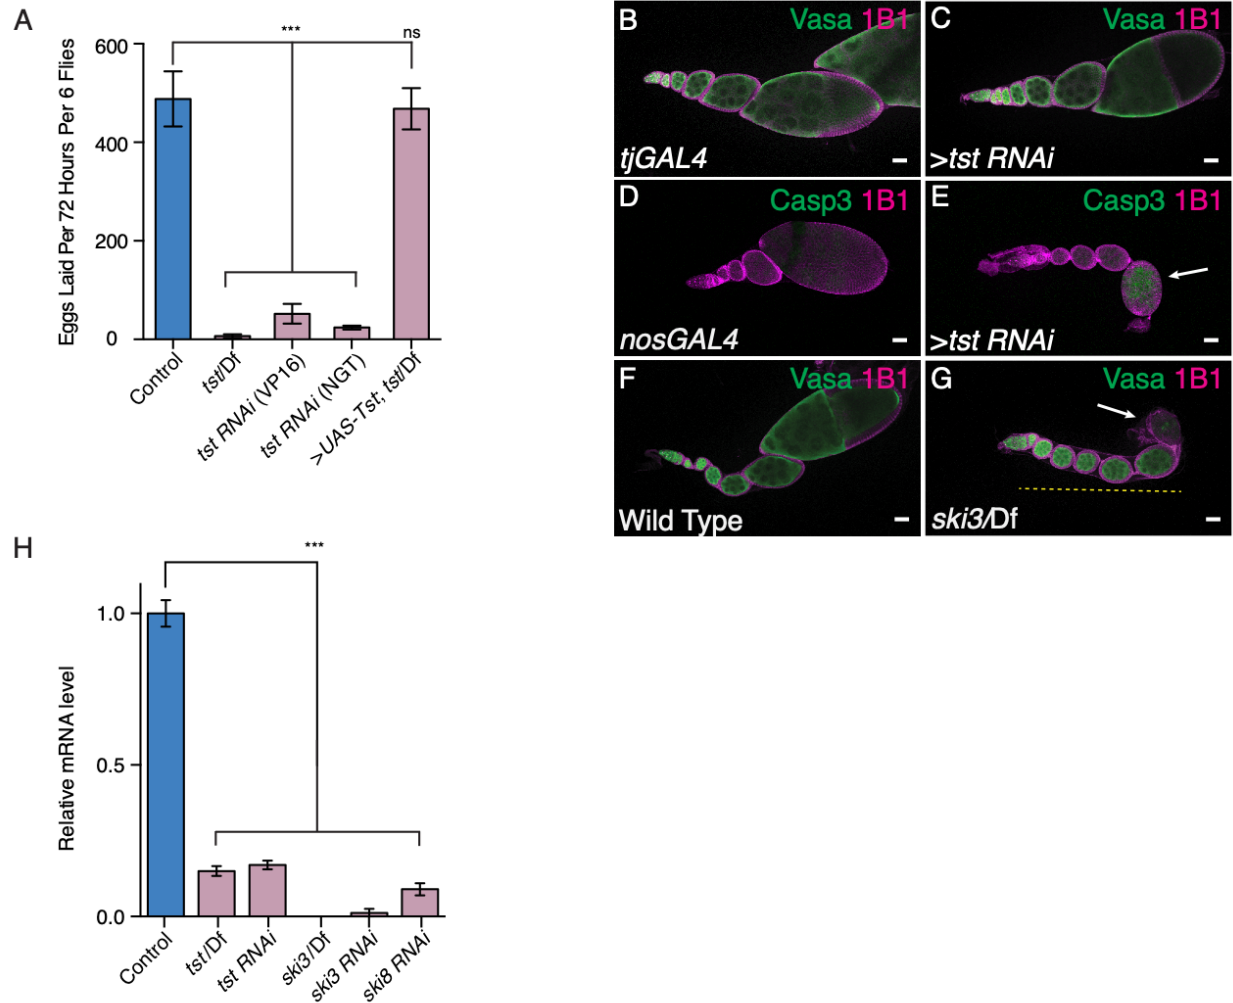 A
Eggs Laid Per 72 Hours Per 6 Flies
600
400
200
0
***
ns
Control
tst/Df
tst RNAi (VP16)
tst RNAi (NGT)
>UAS-Tst; tst/Df
B
Vasa 1B1
tjGAL4
C
Vasa 1B1
>tst RNAi
D
Casp3 1B1
nosGAL4
E
Casp3 1B1
>tst RNAi
F
Vasa 1B1
Wild Type
G
Vasa 1B1
ski3/Df
H
Relative mRNA level
1.0
0.5
0.0
***
Control
tst/Df
tst RNAi
ski3/Df
ski3 RNAi
ski8 RNAi